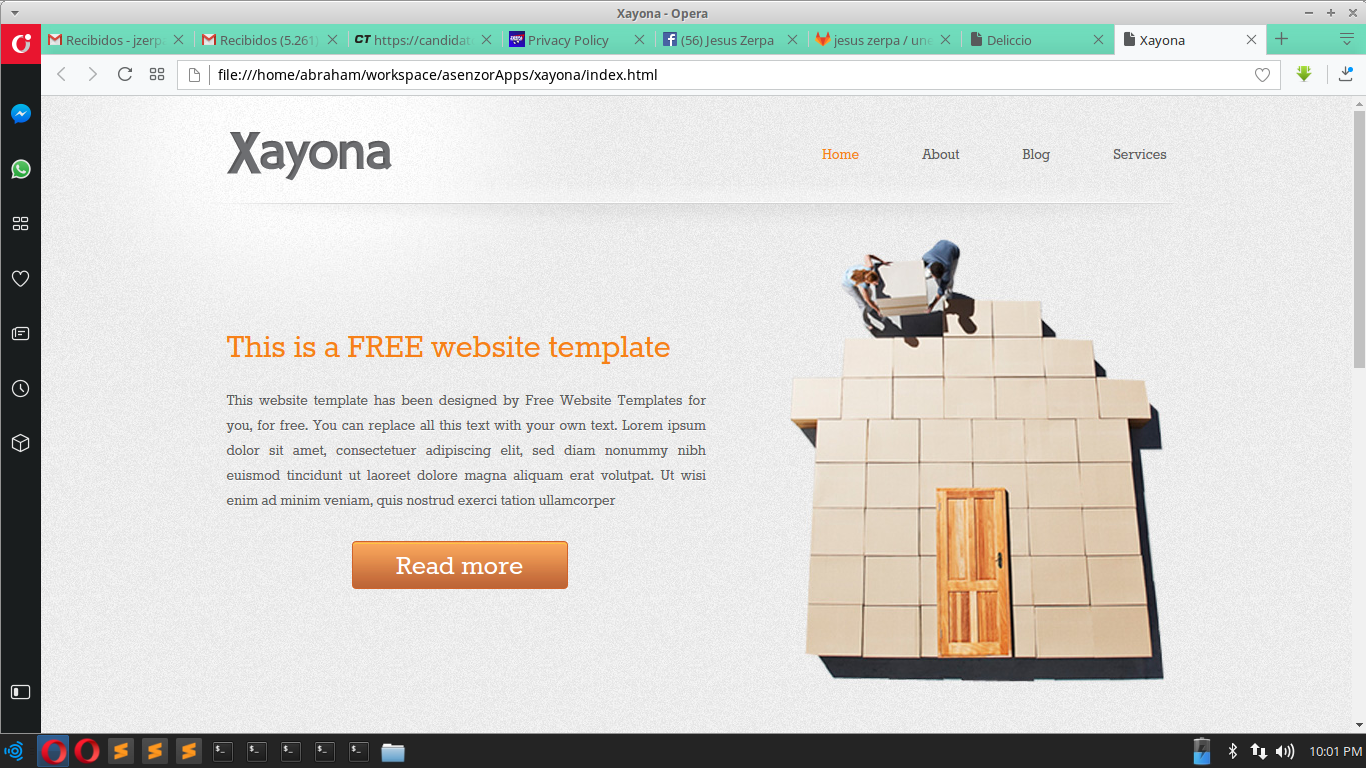 Xayona - Opera
Recibidos - jzerpa
Recibidos (5.261)
CT https://candidat
Privacy Policy
(56) Jesus Zerpa
jesus zerpa / une
Deliccio
Xayona
file:///home/abraham/workspace/asenzorApps/xayona/index.html
Xayona
Home
About
Blog
Services
This is a FREE website template
This website template has been designed by Free Website Templates for
you, for free. You can replace all this text with your own text. Lorem ipsum
dolor sit amet, consectetuer adipiscing elit, sed diam nonummy nibh
euismod tincidunt ut laoreet dolore magna aliquam erat volutpat. Ut wisi
enim ad minim veniam, quis nostrud exerci tation ullamcorper
Read more
10:01 PM